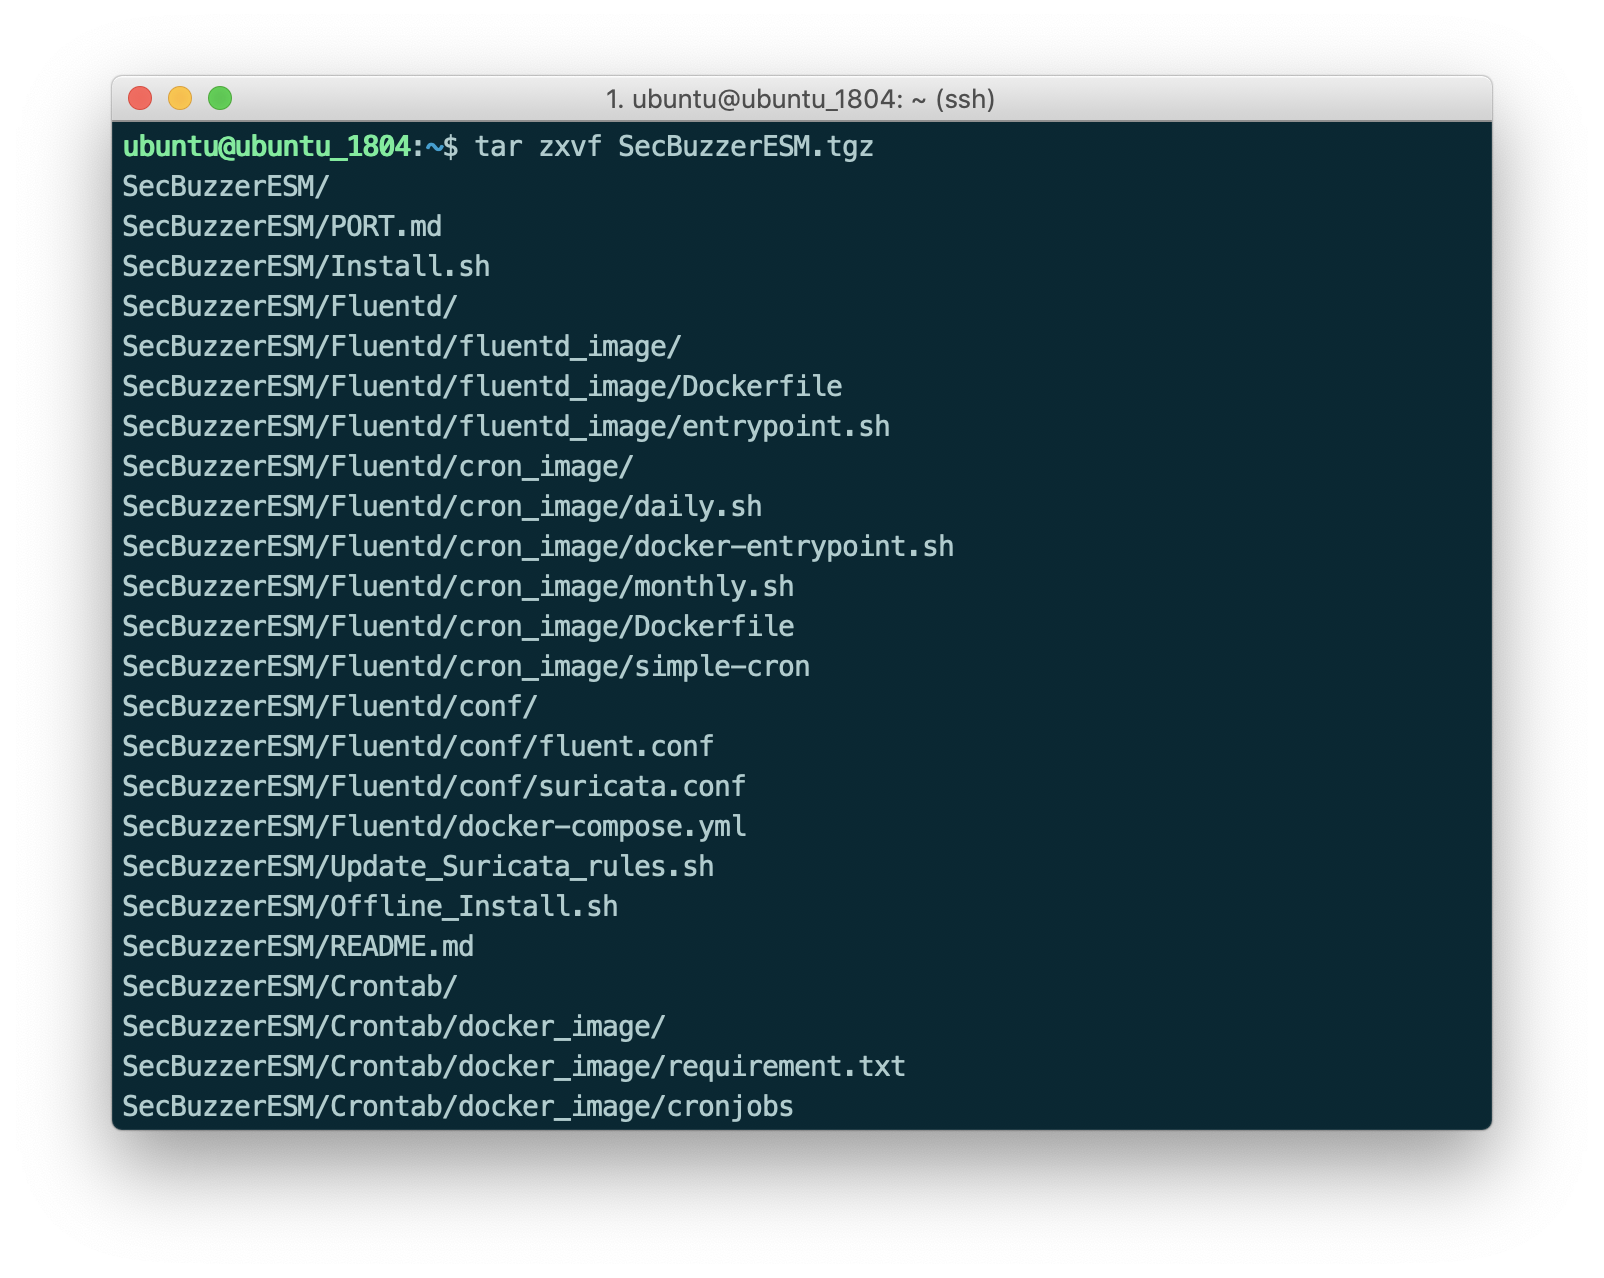 1. ubuntu@ubuntu_1804: ~ (ssh)
ubuntu@ubuntu_1804:~$ tar zxvf SecBuzzerESM.tgz
SecBuzzerESM/
SecBuzzerESM/PORT.md
SecBuzzerESM/Install.sh
SecBuzzerESM/Fluentd/
SecBuzzerESM/Fluentd/fluentd_image/
SecBuzzerESM/Fluentd/fluentd_image/Dockerfile
SecBuzzerESM/Fluentd/fluentd_image/entrypoint.sh
SecBuzzerESM/Fluentd/cron_image/
SecBuzzerESM/Fluentd/cron_image/daily.sh
SecBuzzerESM/Fluentd/cron_image/docker-entrypoint.sh
SecBuzzerESM/Fluentd/cron_image/monthly.sh
SecBuzzerESM/Fluentd/cron_image/Dockerfile
SecBuzzerESM/Fluentd/cron_image/simple-cron
SecBuzzerESM/Fluentd/conf/
SecBuzzerESM/Fluentd/conf/fluent.conf
SecBuzzerESM/Fluentd/conf/suricata.conf
SecBuzzerESM/Fluentd/docker-compose.yml
SecBuzzerESM/Update_Suricata_rules.sh
SecBuzzerESM/Offline_Install.sh
SecBuzzerESM/README.md
SecBuzzerESM/Crontab/
SecBuzzerESM/Crontab/docker_image/
SecBuzzerESM/Crontab/docker_image/requirement.txt
SecBuzzerESM/Crontab/docker_image/cronjobs